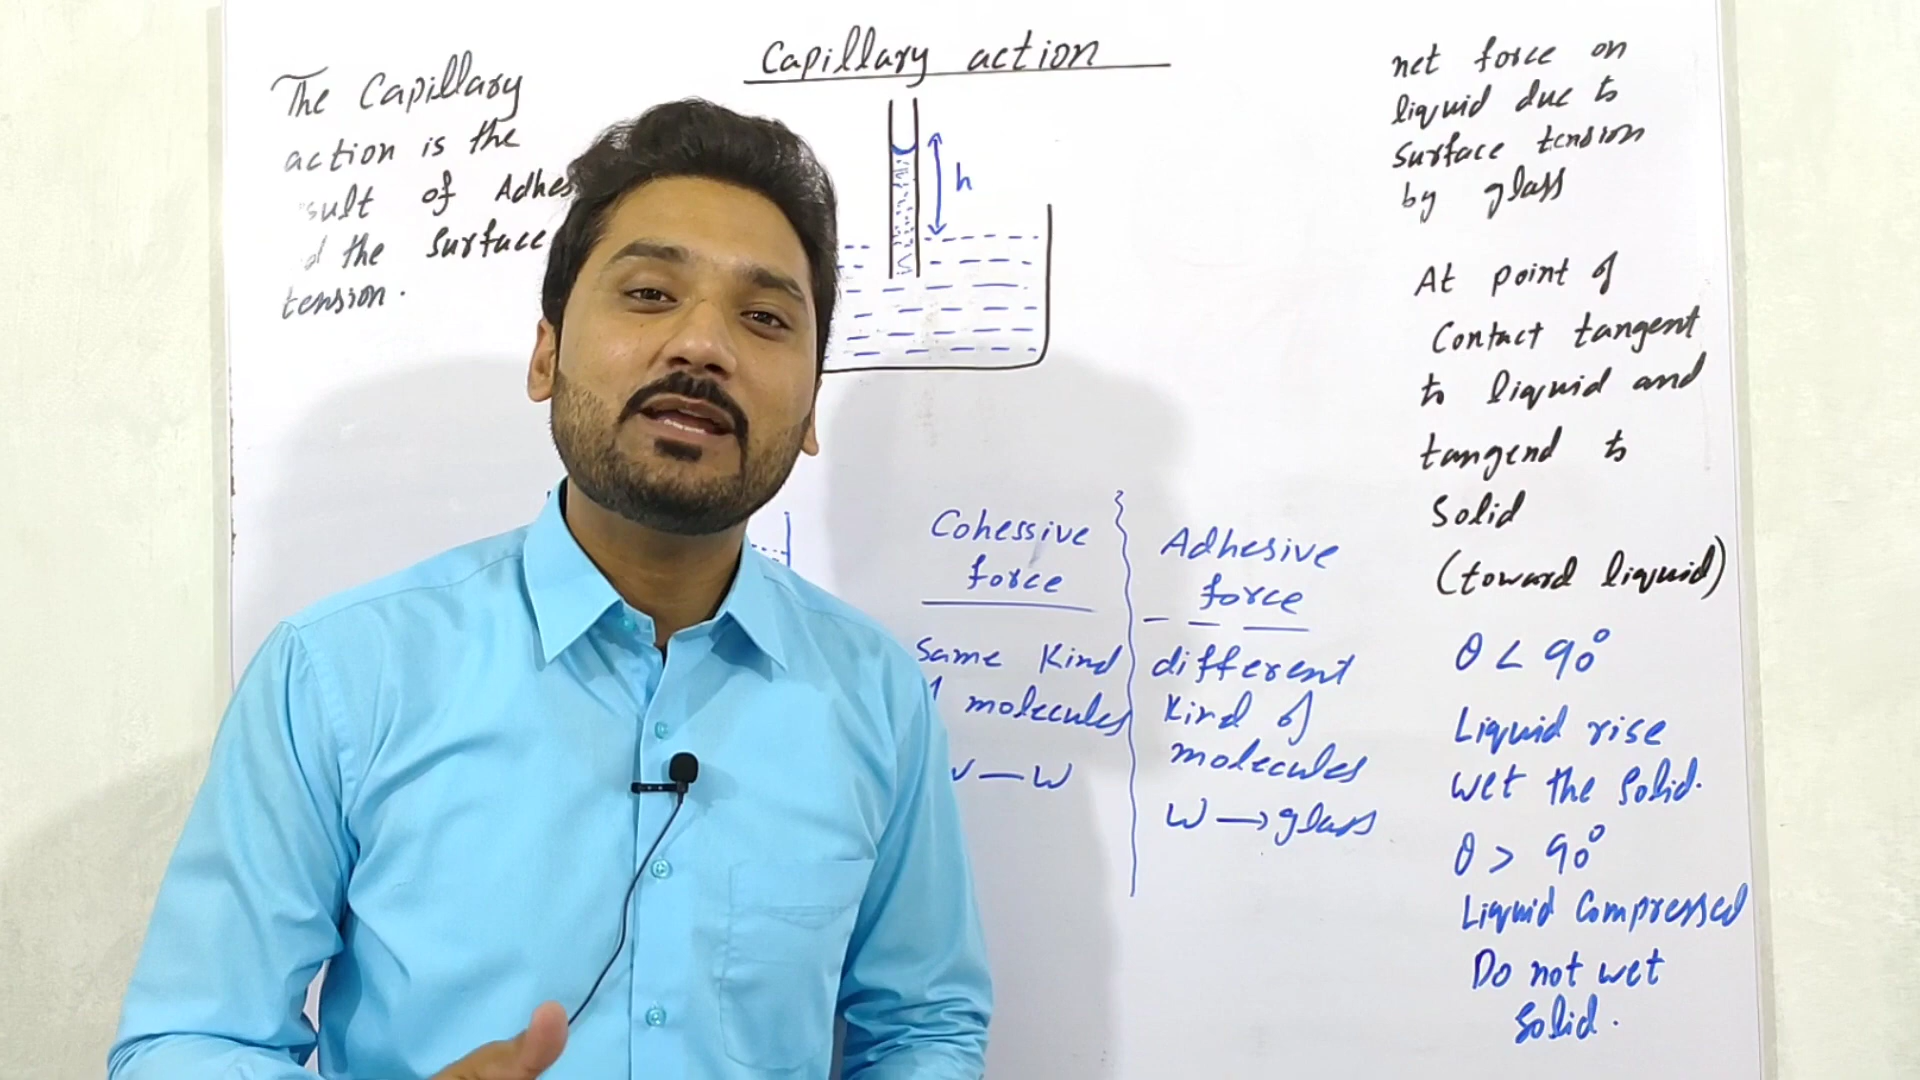 Capillary action
The Capillary
action is the
sult of Adhes
d the surface
tension.
h
Cohessive
force
Same Kind
molecules
— W
Adhesive
force
different
Kind of
molecules
W → glass
net force on
liquid due to
surface tension
by glass
At point of
Contact tangent
to liquid and
tangend to
Solid
(toward liquid)
θ < 90°
Liquid rise
wet the Solid.
θ > 90°
Liquid Compressed
Do not wet
Solid.